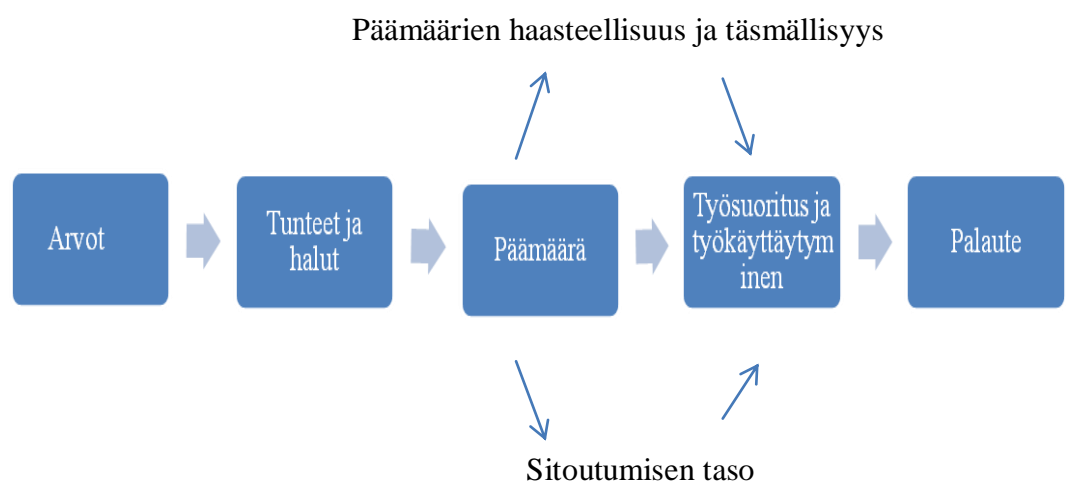 Päämäärien haasteellisuus ja täsmällisyys
Arvot
Tunteet ja
halut
Päämäärä
Työsuoritus ja
työkäyttäytym
inen
Palaute
Sitoutumisen taso